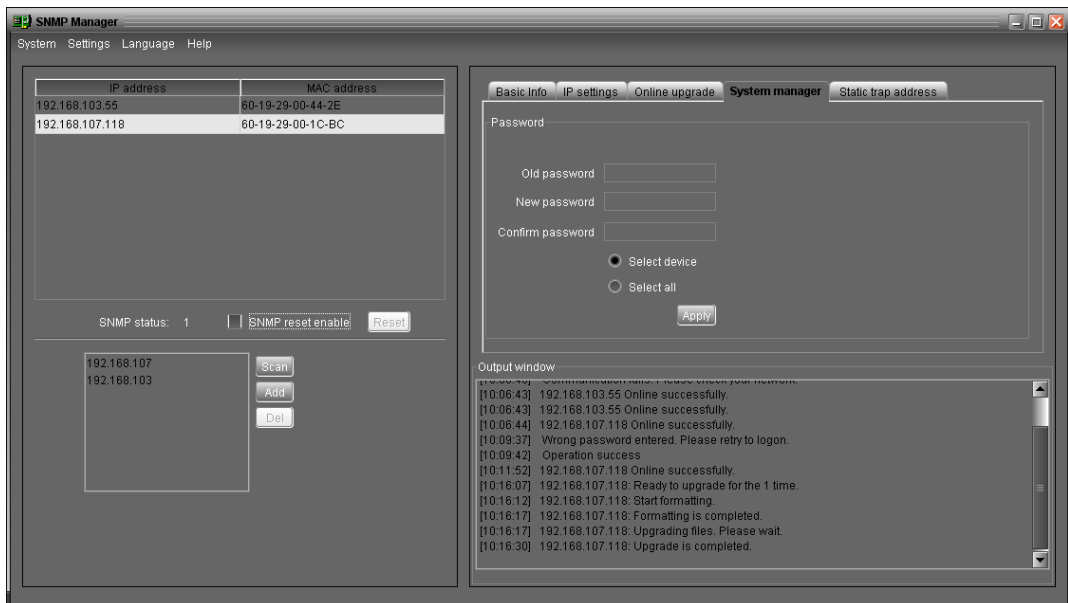 SNMP Manager
System Settings Language Help
IP address MAC address
192.168.103.55 60-19-29-00-44-2E
192.168.107.118 60-19-29-00-1C-BC
SNMP status: 1 SNMP reset enable Reset
192.168.107
192.168.103
Scan
Add
Del
Basic Info IP settings Online upgrade System manager Static trap address
Password
Old password
New password
Confirm password
Select device
Select all
Apply
Output window
Communication fails. Please check your network.
[10:06:43] 192.168.103.55 Online successfully.
[10:06:43] 192.168.103.55 Online successfully.
[10:06:44] 192.168.107.118 Online successfully.
[10:09:37] Wrong password entered. Please retry to logon.
[10:09:42] Operation success
[10:11:52] 192.168.107.118 Online successfully.
[10:16:07] 192.168.107.118: Ready to upgrade for the 1 time.
[10:16:12] 192.168.107.118: Start formatting.
[10:16:17] 192.168.107.118: Formatting is completed.
[10:16:17] 192.168.107.118: Upgrading files. Please wait.
[10:16:30] 192.168.107.118: Upgrade is completed.